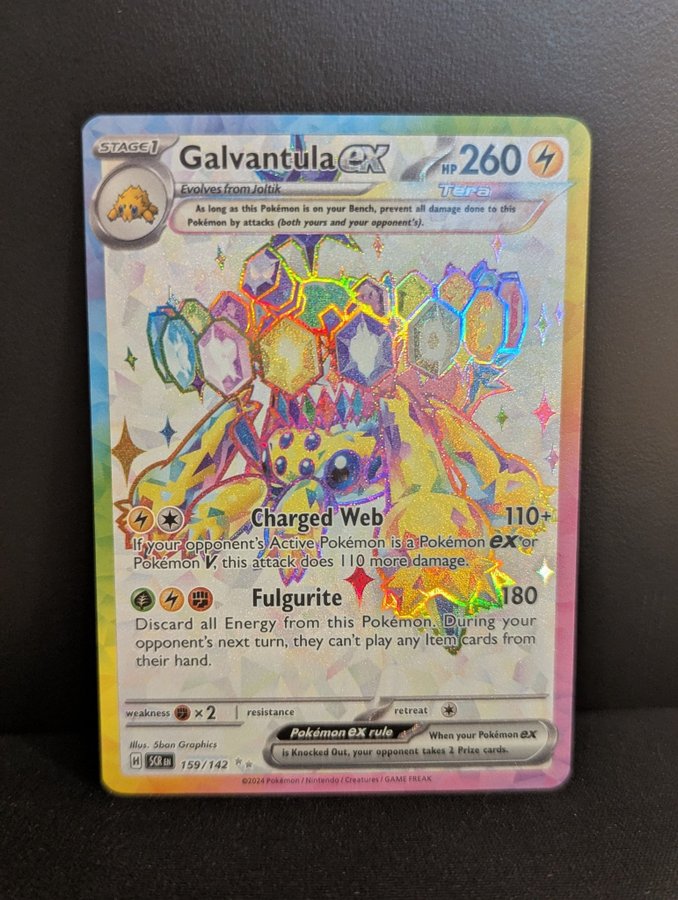 STAGE 1
Galvantula ex
HP 260
Evolves from Joltik
Tera
As long as this Pokémon is on your Bench, prevent all damage done to this
Pokémon by attacks (both yours and your opponent's).
Charged Web 110+
If your opponent's Active Pokémon is a Pokémon ex or
Pokémon V, this attack does 110 more damage.
Fulgurite 180
Discard all Energy from this Pokémon. During your
opponent's next turn, they can't play any Item cards from
their hand.
weakness ×2 resistance retreat
Illus. 5ban Graphics
Pokémon ex rule When your Pokémon ex
is Knocked Out, your opponent takes 2 Prize cards.
H SCR EN 159/142
©2024 Pokémon / Nintendo / Creatures / GAME FREAK